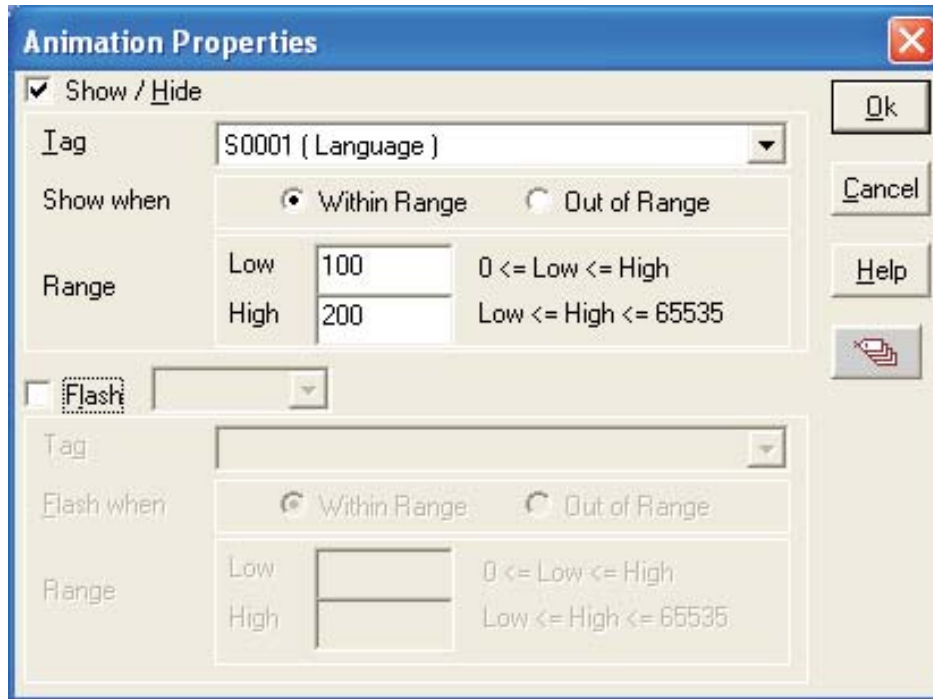 Animation Properties
Show / Hide
Ok
Tag
S0001 ( Language )
Show when
Within Range
Out of Range
Cancel
Range
Low
100
0 <= Low <= High
High
200
Low <= High <= 65535
Help
Flash
Tag
Flash when
Within Range
Out of Range
Range
Low
0 <= Low <= High
High
Low <= High <= 65535